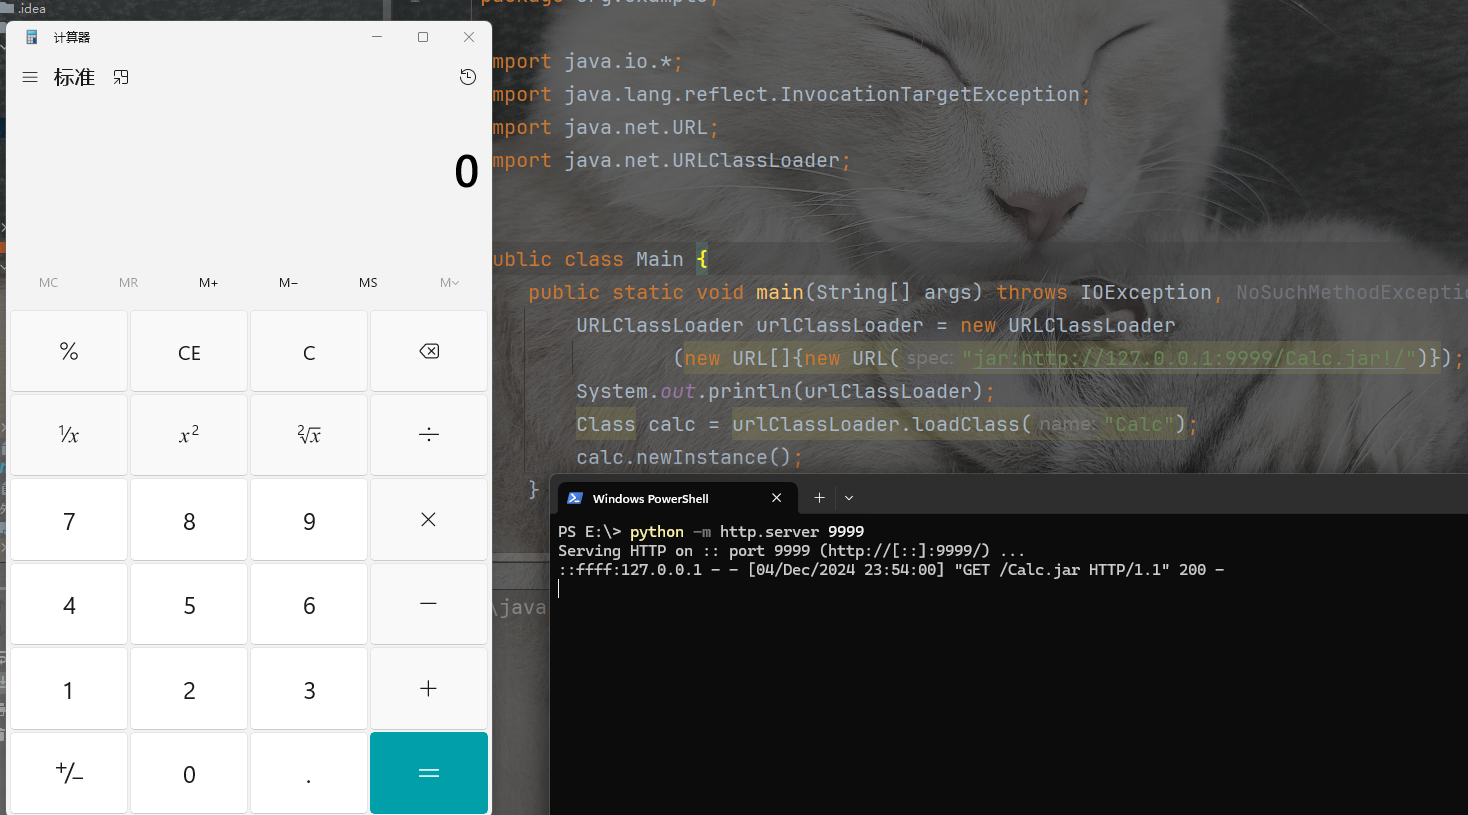 .idea
计算器
标准
0
MC MR M+ M− MS M
% CE C
¹⁄x x² ²√x ÷
7 8 9 ×
4 5 6 −
1 2 3 +
+/− 0 . =
mport java.io.*;
mport java.lang.reflect.InvocationTargetException;
mport java.net.URL;
mport java.net.URLClassLoader;
ublic class Main {
public static void main(String[] args) throws IOException, NoSuchMethodExceptio
URLClassLoader urlClassLoader = new URLClassLoader
(new URL[]{new URL( spec: "jar:http://127.0.0.1:9999/Calc.jar!/")});
System.out.println(urlClassLoader);
Class calc = urlClassLoader.loadClass( name: "Calc");
calc.newInstance();
}
\java
Windows PowerShell
PS E:\> python -m http.server 9999
Serving HTTP on :: port 9999 (http://[::]:9999/) ...
::ffff:127.0.0.1 - - [04/Dec/2024 23:54:00] "GET /Calc.jar HTTP/1.1" 200 -